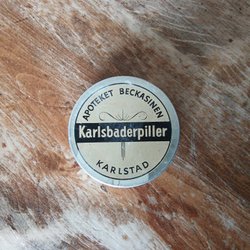 APOTEKET BECKASINEN
Karlsbaderpiller
KARLSTAD